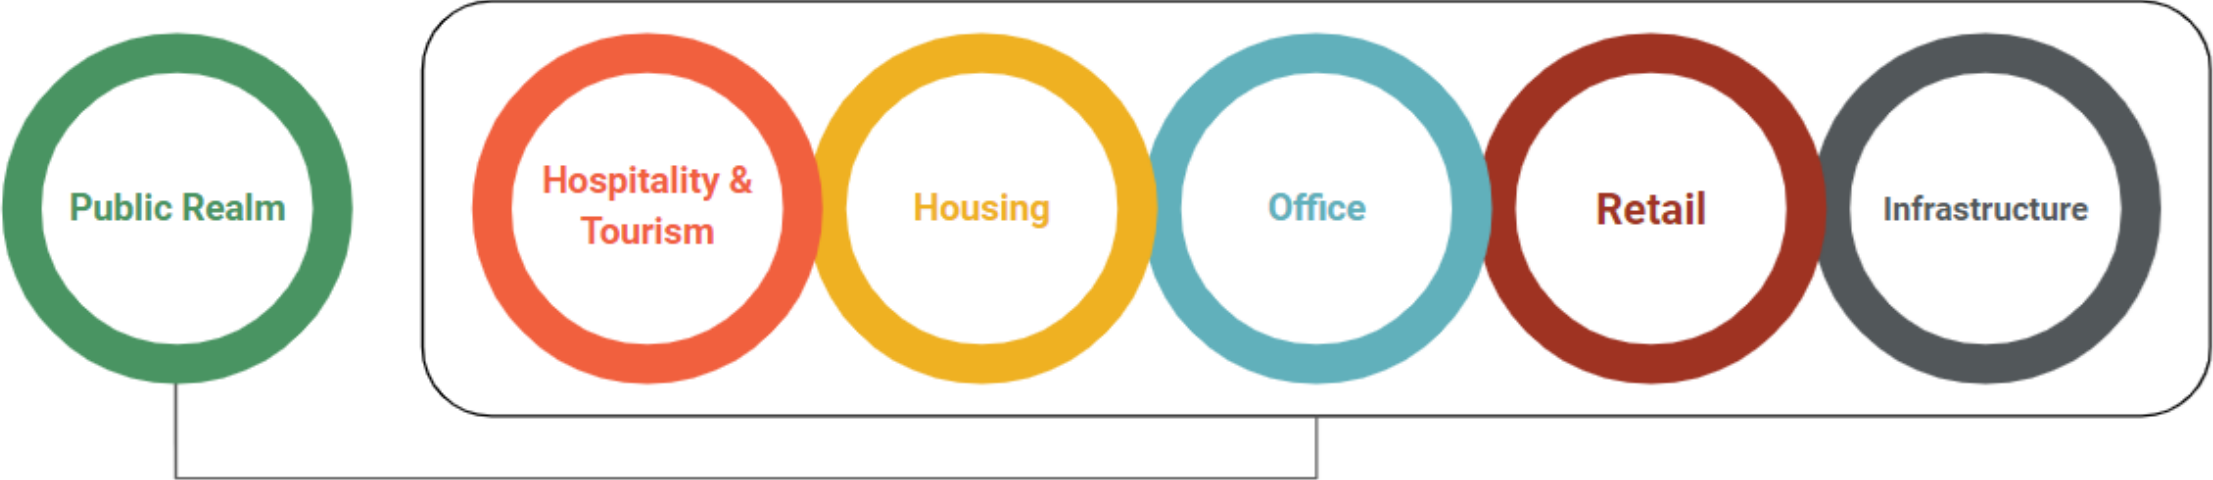 Public Realm
Hospitality &
Tourism
Housing
Office
Retail
Infrastructure